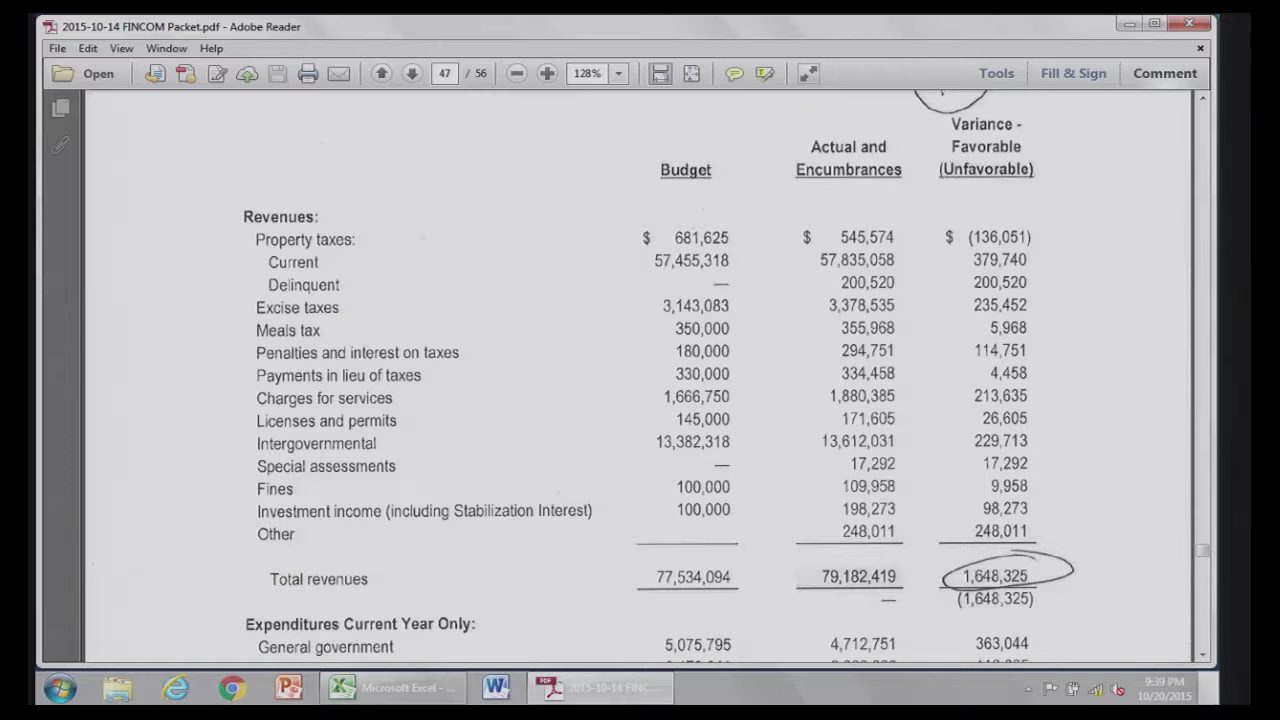 2015-10-14 FINCOM Packet.pdf - Adobe Reader
File Edit View Window Help
Open 47 / 56 128% Tools Fill & Sign Comment
Variance -
Actual and Favorable
Budget Encumbrances (Unfavorable)
Revenues:
Property taxes: $ 681,625 $ 545,574 $ (136,051)
Current 57,455,318 57,835,058 379,740
Delinquent — 200,520 200,520
Excise taxes 3,143,083 3,378,535 235,452
Meals tax 350,000 355,968 5,968
Penalties and interest on taxes 180,000 294,751 114,751
Payments in lieu of taxes 330,000 334,458 4,458
Charges for services 1,666,750 1,880,385 213,635
Licenses and permits 145,000 171,605 26,605
Intergovernmental 13,382,318 13,612,031 229,713
Special assessments — 17,292 17,292
Fines 100,000 109,958 9,958
Investment income (including Stabilization Interest) 100,000 198,273 98,273
Other 248,011 248,011
Total revenues 77,534,094 79,182,419 1,648,325
— (1,648,325)
Expenditures Current Year Only:
General government 5,075,795 4,712,751 363,044
Microsoft Excel - ... 2015-10-14 FINC... 9:39 PM
10/20/2015